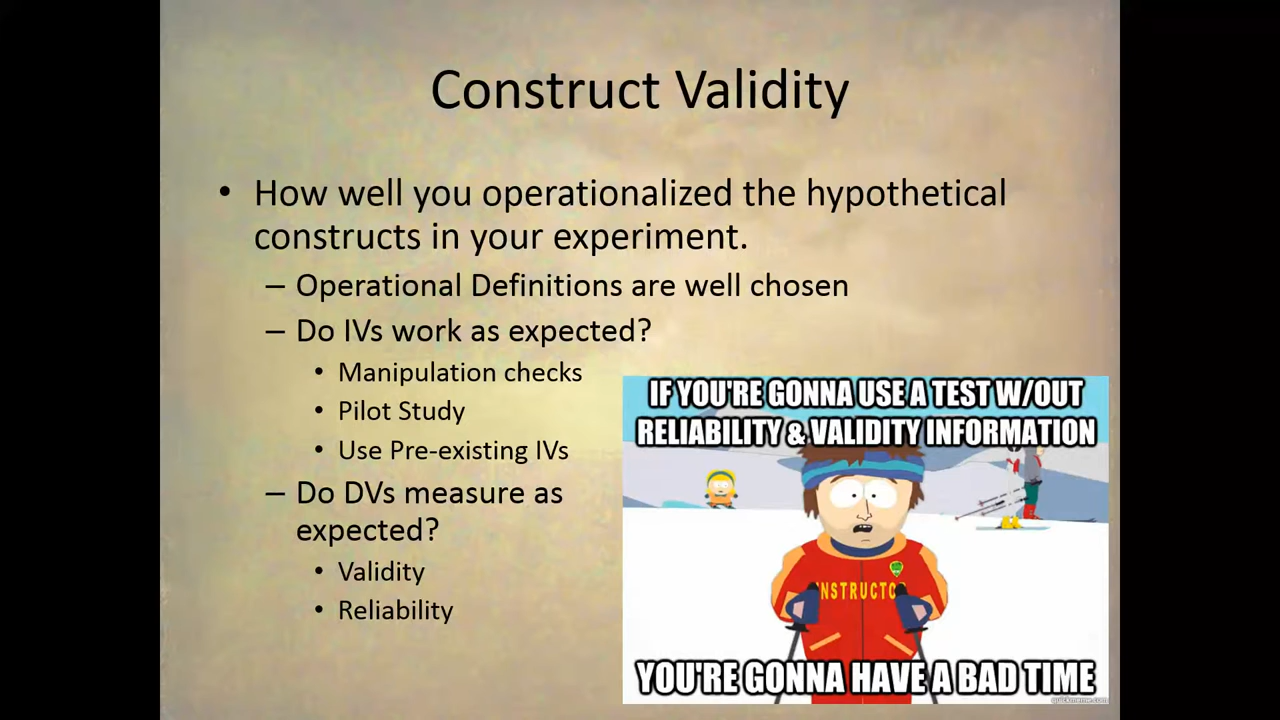 Construct Validity
• How well you operationalized the hypothetical
constructs in your experiment.
– Operational Definitions are well chosen
– Do IVs work as expected?
• Manipulation checks
• Pilot Study
• Use Pre-existing IVs
– Do DVs measure as
expected?
• Validity
• Reliability
IF YOU'RE GONNA USE A TEST W/OUT
RELIABILITY & VALIDITY INFORMATION
NSTRUCTO
YOU'RE GONNA HAVE A BAD TIME
quickmeme.com